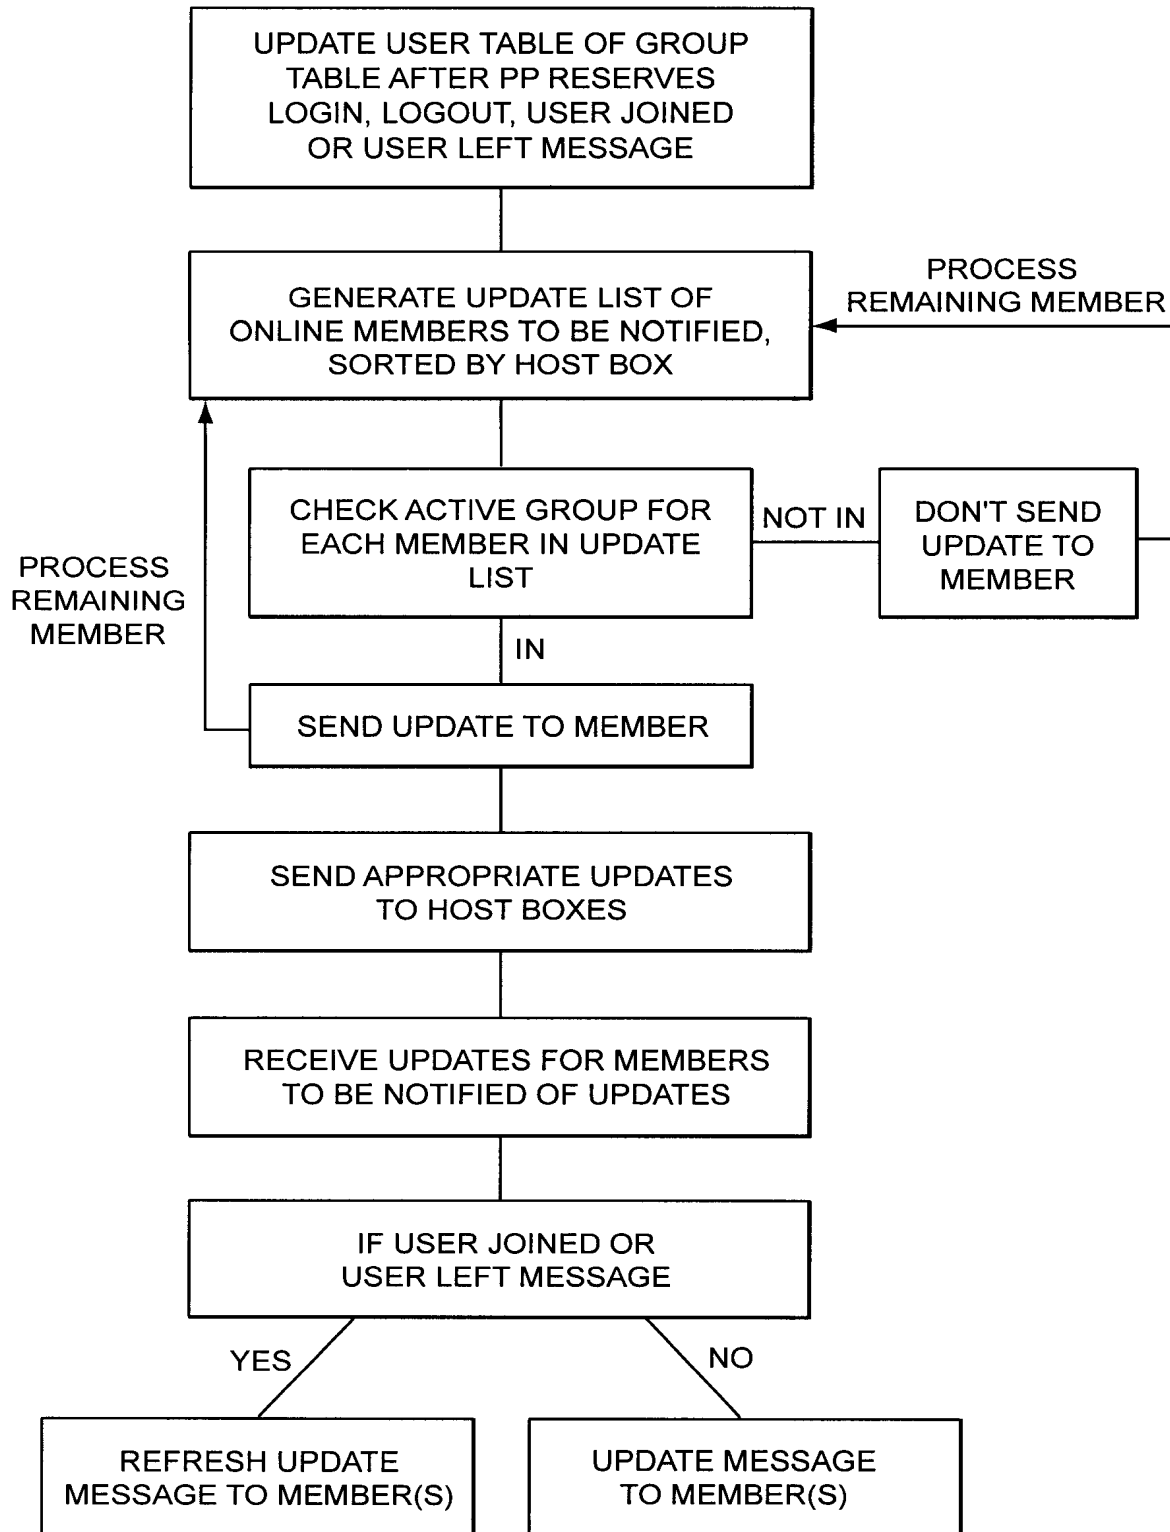 UPDATE USER TABLE OF GROUP
TABLE AFTER PP RESERVES
LOGIN, LOGOUT, USER JOINED
OR USER LEFT MESSAGE
PROCESS
REMAINING MEMBER
GENERATE UPDATE LIST OF
ONLINE MEMBERS TO BE NOTIFIED,
SORTED BY HOST BOX
CHECK ACTIVE GROUP FOR
EACH MEMBER IN UPDATE
LIST
NOT IN
DON'T SEND
UPDATE TO
MEMBER
PROCESS
REMAINING
MEMBER
IN
SEND UPDATE TO MEMBER
SEND APPROPRIATE UPDATES
TO HOST BOXES
RECEIVE UPDATES FOR MEMBERS
TO BE NOTIFIED OF UPDATES
IF USER JOINED OR
USER LEFT MESSAGE
YES
NO
REFRESH UPDATE
MESSAGE TO MEMBER(S)
UPDATE MESSAGE
TO MEMBER(S)